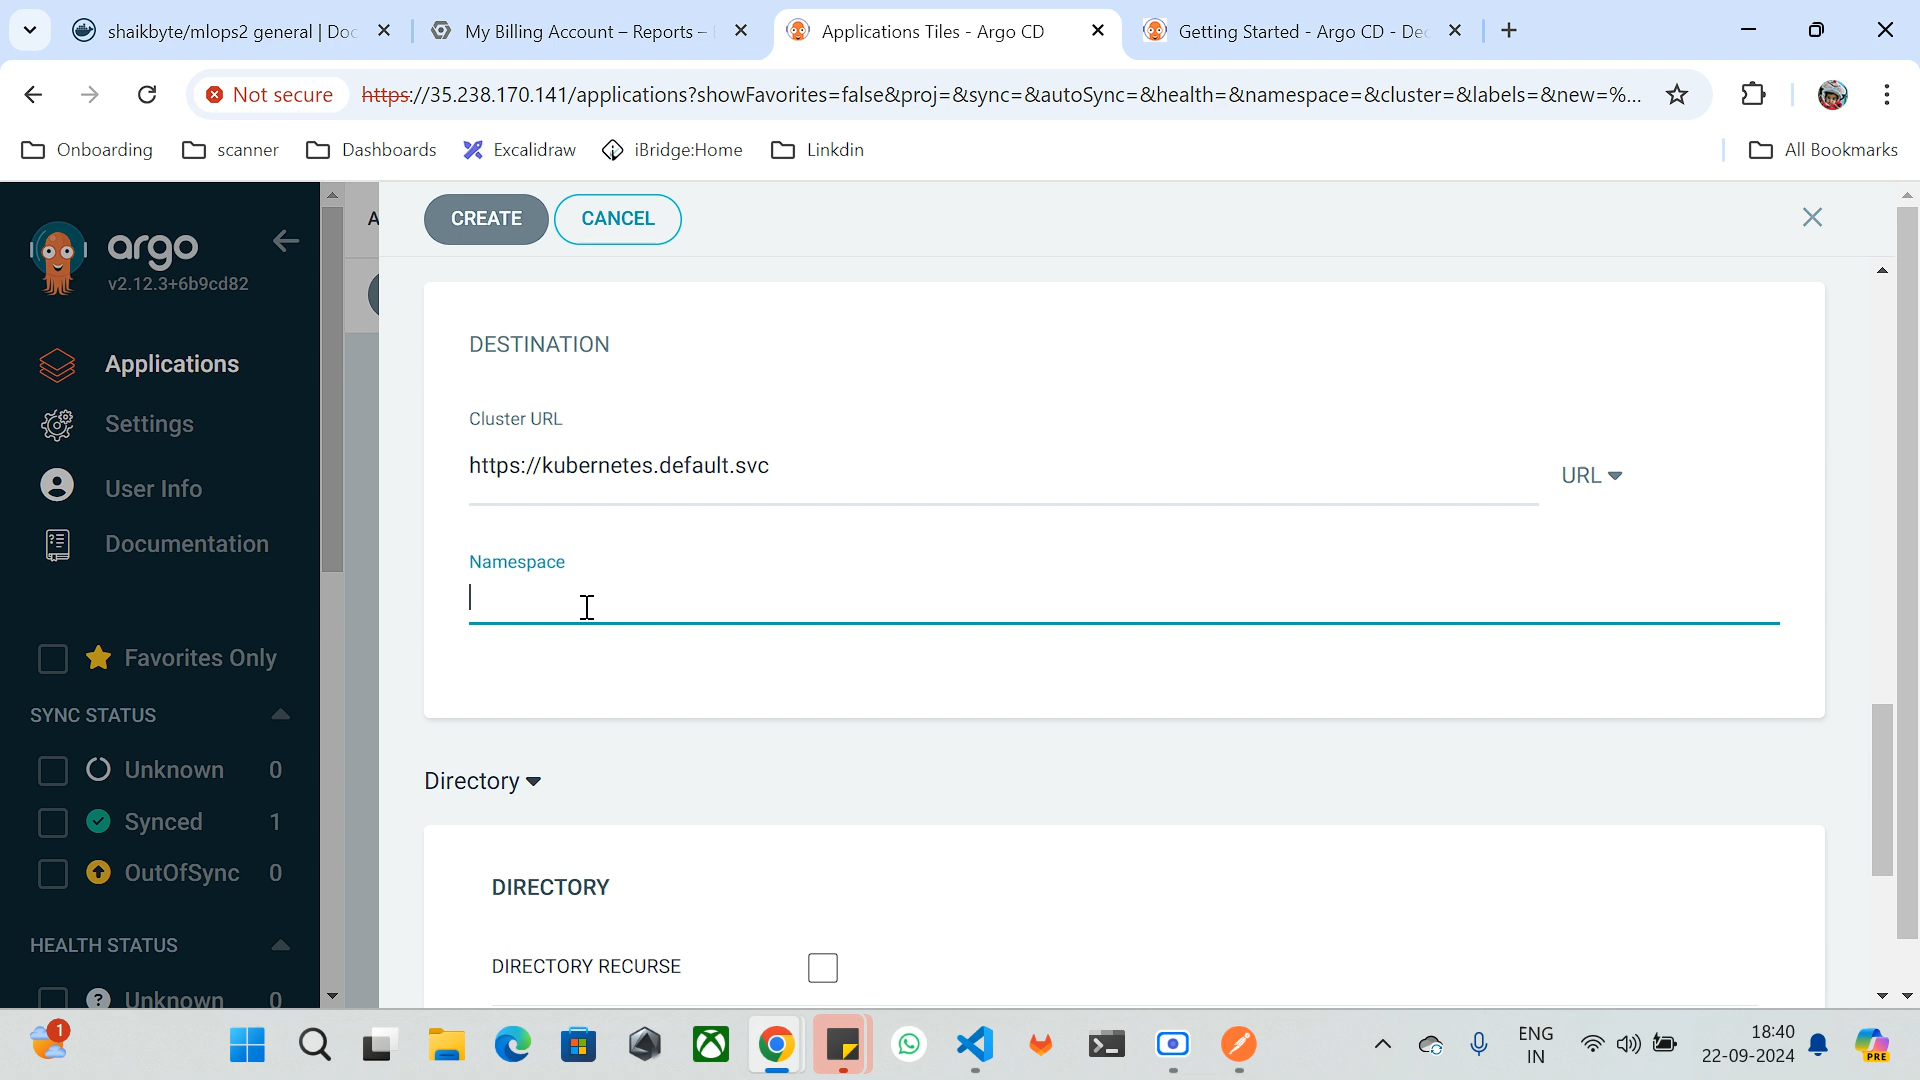 shaikbyte/mlops2 general | Doc
My Billing Account – Reports –
Applications Tiles - Argo CD
Getting Started - Argo CD - Dec
Not secure
https://35.238.170.141/applications?showFavorites=false&proj=&sync=&autoSync=&health=&namespace=&cluster=&labels=&new=%...
Onboarding
scanner
Dashboards
Excalidraw
iBridge:Home
Linkdin
All Bookmarks
argo
v2.12.3+6b9cd82
Applications
Settings
User Info
Documentation
Favorites Only
SYNC STATUS
Unknown 0
Synced 1
OutOfSync 0
HEALTH STATUS
Unknown 0
A
CREATE
CANCEL
DESTINATION
Cluster URL
https://kubernetes.default.svc
URL
Namespace
Directory
DIRECTORY
DIRECTORY RECURSE
1
ENG
IN
18:40
22-09-2024
PRE